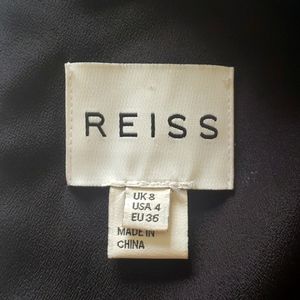 REISS
UK 8
USA 4
EU 36
MADE IN
CHINA